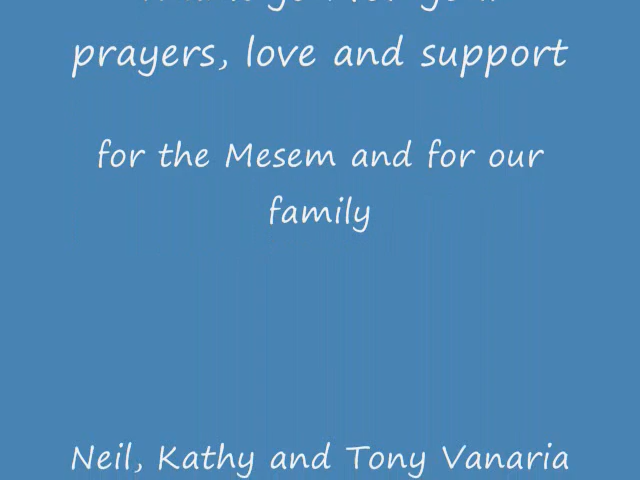 prayers, love and support
for the Mesem and for our
family
Neil, Kathy and Tony Vanaria